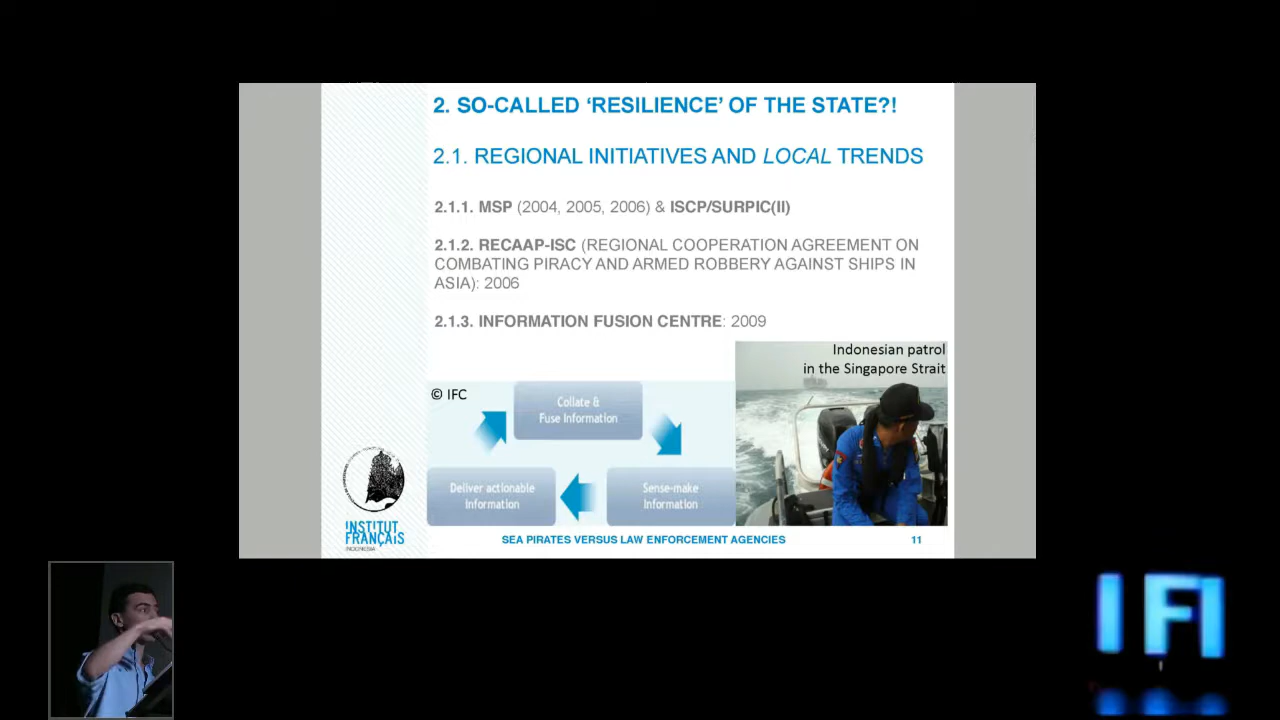 2. SO-CALLED ‘RESILIENCE’ OF THE STATE?!
2.1. REGIONAL INITIATIVES AND LOCAL TRENDS
2.1.1. MSP (2004, 2005, 2006) & ISCP/SURPIC(II)
2.1.2. RECAAP-ISC (REGIONAL COOPERATION AGREEMENT ON
COMBATING PIRACY AND ARMED ROBBERY AGAINST SHIPS IN
ASIA): 2006
2.1.3. INFORMATION FUSION CENTRE: 2009
Indonesian patrol
in the Singapore Strait
© IFC
Collate &
Fuse Information
Deliver actionable
Information
Sense-make
Information
INSTITUT
FRANÇAIS
INDONESIA
SEA PIRATES VERSUS LAW ENFORCEMENT AGENCIES
11
IFI